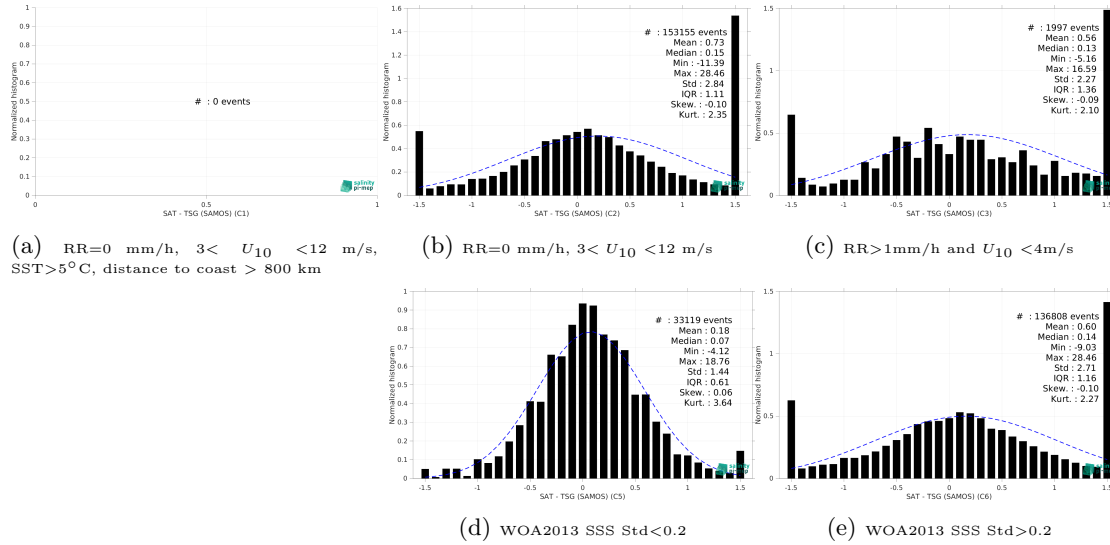 1
0.9
0.8
0.7
0.6
0.5
0.4
0.3
0.2
0.1
0
Normalized histogram
# : 0 events
0 0.5 1
SAT - TSG (SAMOS) (C1)
salinity
pi-mep
(a) RR=0 mm/h, 3< U10 <12 m/s,
SST>5°C, distance to coast > 800 km
1.6
1.4
1.2
1
0.8
0.6
0.4
0.2
0
Normalized histogram
# : 153155 events
Mean : 0.73
Median : 0.15
Min : -11.39
Max : 28.46
Std : 2.84
IQR : 1.11
Skew. : -0.10
Kurt. : 2.35
-1.5 -1 -0.5 0 0.5 1 1.5
SAT - TSG (SAMOS) (C2)
(b) RR=0 mm/h, 3< U10 <12 m/s
1.5
1
0.5
0
Normalized histogram
# : 1997 events
Mean : 0.56
Median : 0.13
Min : -5.16
Max : 16.59
Std : 2.27
IQR : 1.36
Skew. : -0.09
Kurt. : 2.10
-1.5 -1 -0.5 0 0.5 1 1.5
SAT - TSG (SAMOS) (C3)
(c) RR>1mm/h and U10 <4m/s
1
0.9
0.8
0.7
0.6
0.5
0.4
0.3
0.2
0.1
0
Normalized histogram
# : 33119 events
Mean : 0.18
Median : 0.07
Min : -4.12
Max : 18.76
Std : 1.44
IQR : 0.61
Skew. : 0.06
Kurt. : 3.64
-1.5 -1 -0.5 0 0.5 1 1.5
SAT - TSG (SAMOS) (C5)
(d) WOA2013 SSS Std<0.2
1.5
1
0.5
0
Normalized histogram
# : 136808 events
Mean : 0.60
Median : 0.14
Min : -9.03
Max : 28.46
Std : 2.71
IQR : 1.16
Skew. : -0.10
Kurt. : 2.27
-1.5 -1 -0.5 0 0.5 1 1.5
SAT - TSG (SAMOS) (C6)
(e) WOA2013 SSS Std>0.2